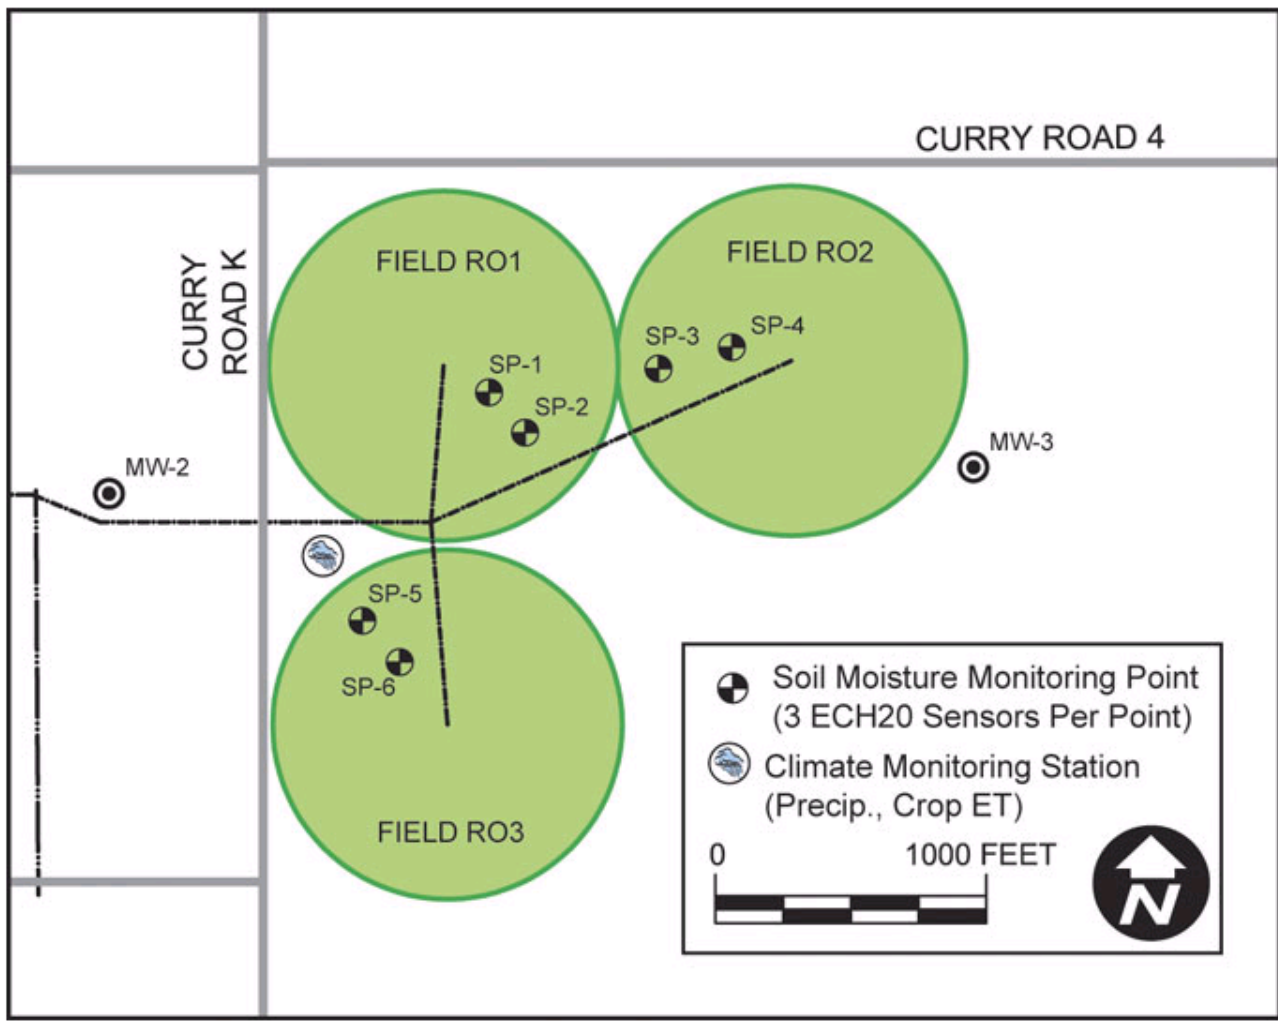 CURRY ROAD 4
CURRY
ROAD K
FIELD RO1
FIELD RO2
SP-1
SP-2
SP-3
SP-4
MW-2
MW-3
SP-5
SP-6
FIELD RO3
Soil Moisture Monitoring Point
(3 ECH20 Sensors Per Point)
Climate Monitoring Station
(Precip., Crop ET)
0 1000 FEET
N